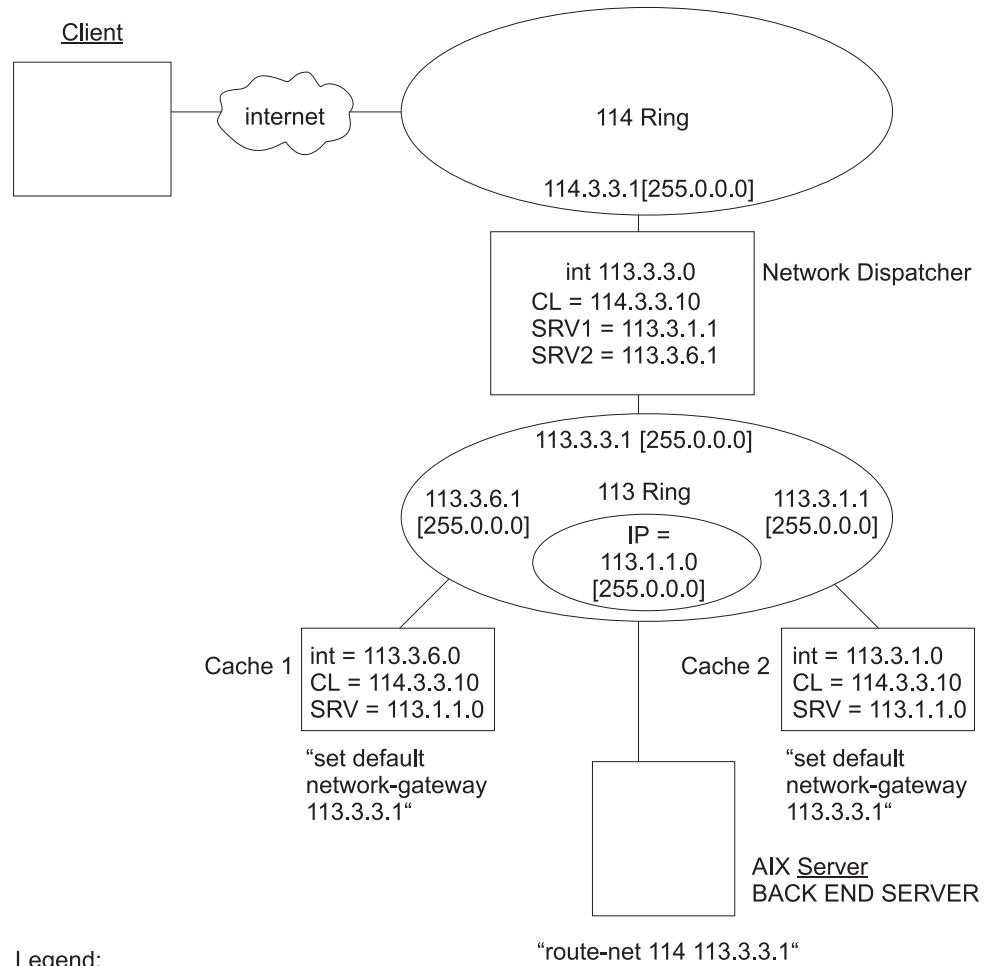 Client
internet
114 Ring
114.3.3.1[255.0.0.0]
int 113.3.3.0
CL = 114.3.3.10
SRV1 = 113.3.1.1
SRV2 = 113.3.6.1
Network Dispatcher
113.3.3.1 [255.0.0.0]
113.3.6.1
[255.0.0.0]
113 Ring
113.3.1.1
[255.0.0.0]
IP =
113.1.1.0
[255.0.0.0]
Cache 1
int = 113.3.6.0
CL = 114.3.3.10
SRV = 113.1.1.0
Cache 2
int = 113.3.1.0
CL = 114.3.3.10
SRV = 113.1.1.0
“set default
network-gateway
113.3.3.1“
“set default
network-gateway
113.3.3.1“
AIX Server
BACK END SERVER
“route-net 114 113.3.3.1“
Legend: